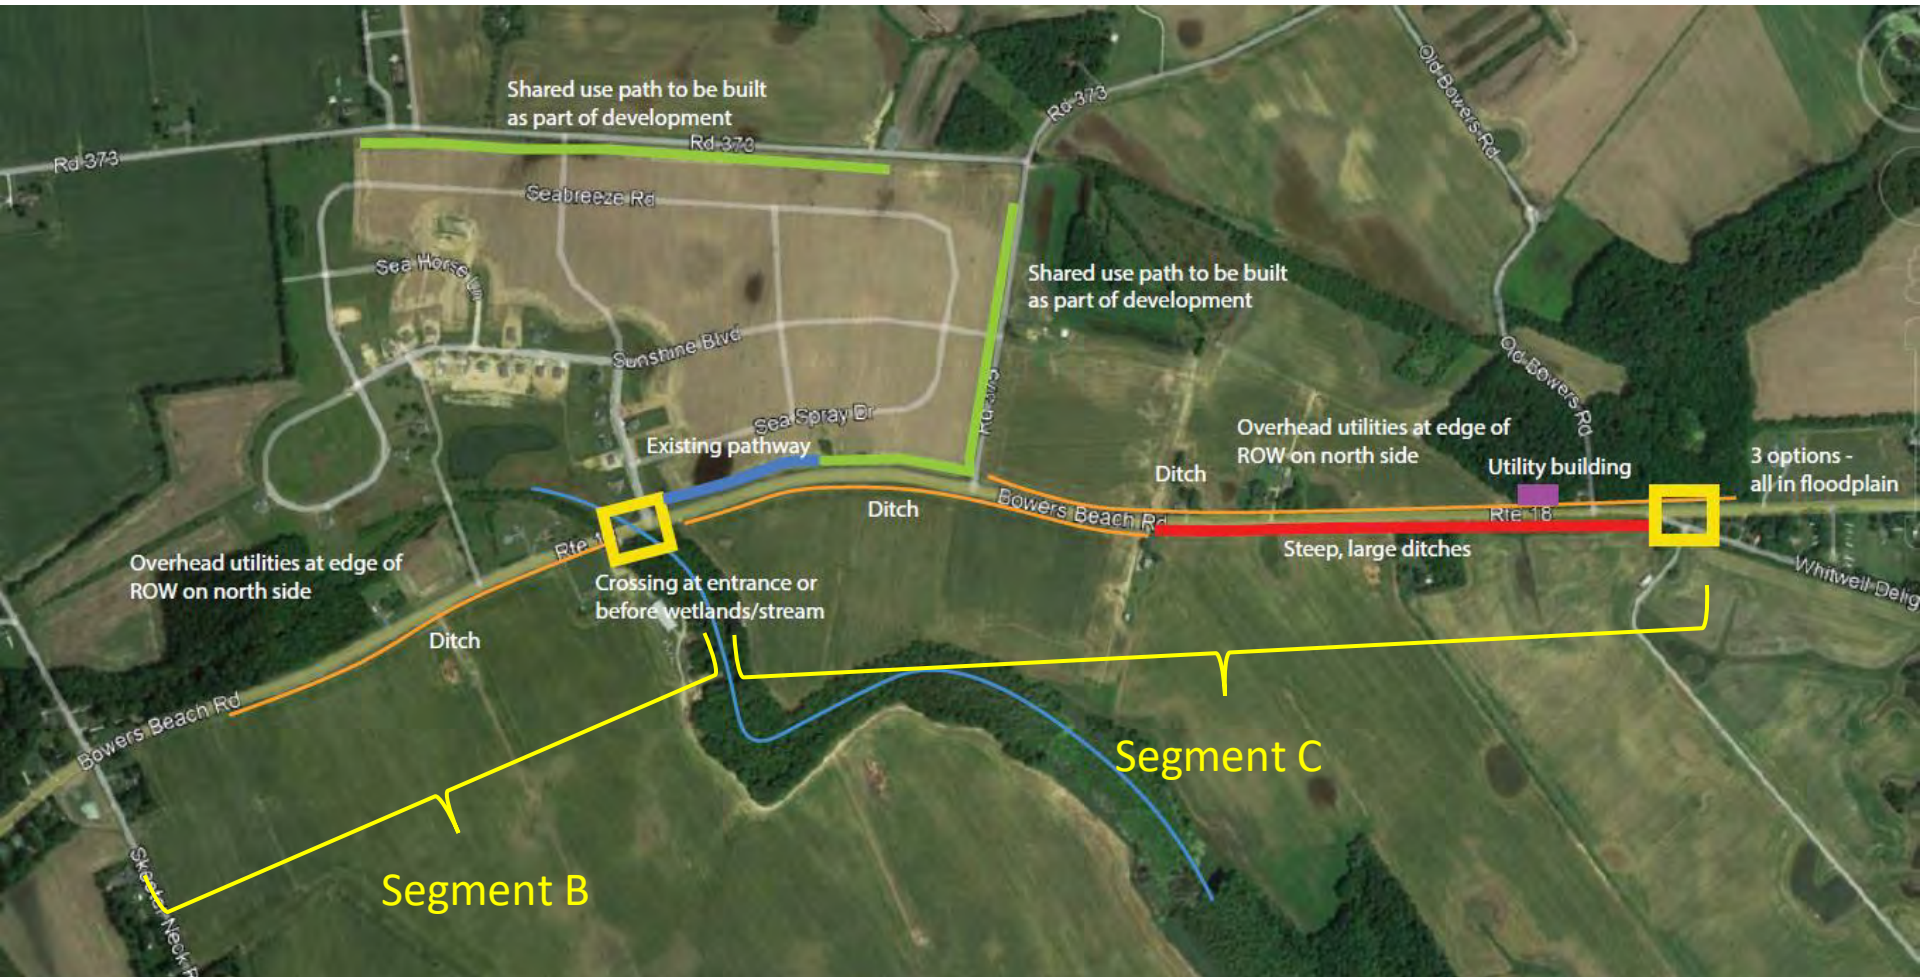 Shared use path to be built
as part of development
Rd 373
Old Bowers Rd
Rd 373
Rd 373
Seabreeze Rd
Sea Horse Ln
Shared use path to be built
as part of development
Sunshine Blvd
Old Bowers Rd
Rd 373
Sea Spray Dr
Existing pathway
Overhead utilities at edge of
ROW on north side
Utility building
3 options -
all in floodplain
Ditch
Ditch
Bowers Beach Rd
Rte 18
Steep, large ditches
Rte 1
Overhead utilities at edge of
ROW on north side
Crossing at entrance or
before wetlands/stream
Whitwell Delig
Ditch
Bowers Beach Rd
Segment C
Segment B
Skeeter Neck R